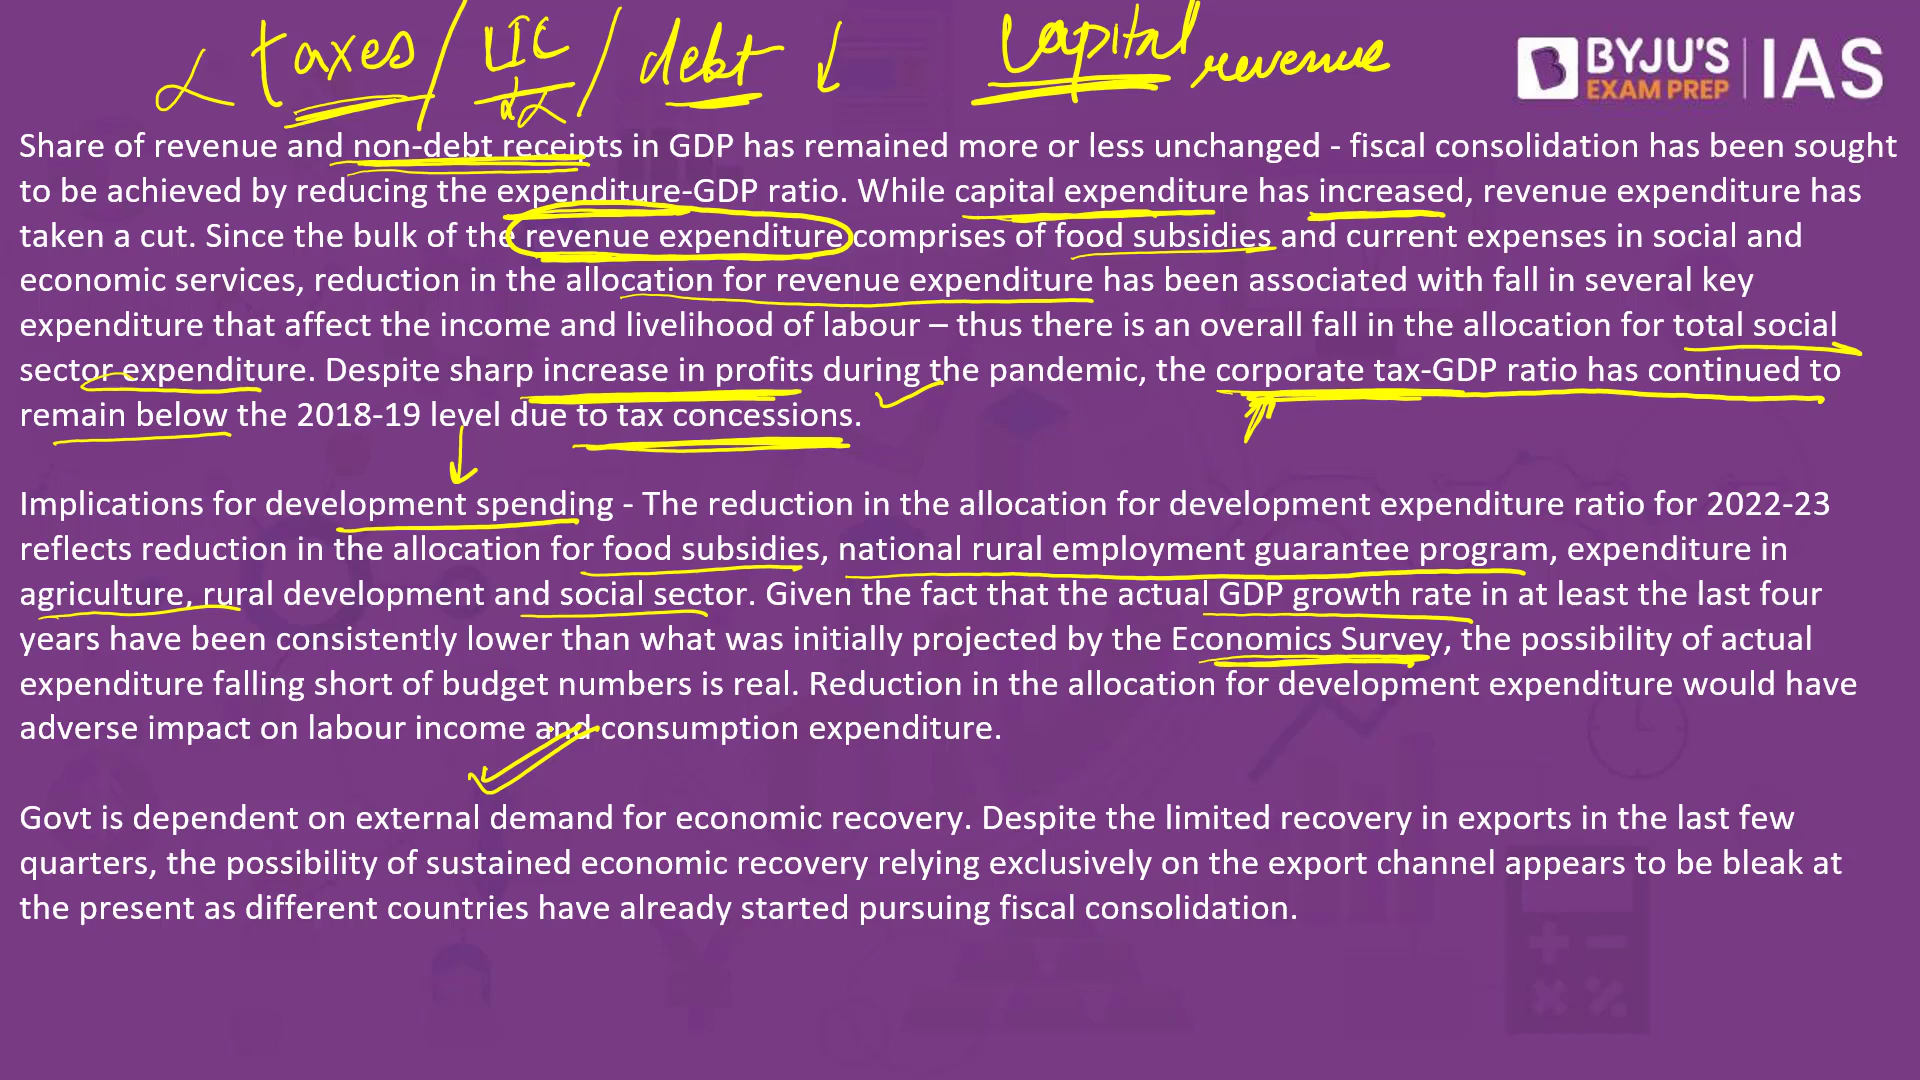 taxes / LIC / debt ↓ capital revenue
BYJU'S
EXAM PREP
IAS
Share of revenue and non-debt receipts in GDP has remained more or less unchanged - fiscal consolidation has been sought
to be achieved by reducing the expenditure-GDP ratio. While capital expenditure has increased, revenue expenditure has
taken a cut. Since the bulk of the revenue expenditure comprises of food subsidies and current expenses in social and
economic services, reduction in the allocation for revenue expenditure has been associated with fall in several key
expenditure that affect the income and livelihood of labour – thus there is an overall fall in the allocation for total social
sector expenditure. Despite sharp increase in profits during the pandemic, the corporate tax-GDP ratio has continued to
remain below the 2018-19 level due to tax concessions.
Implications for development spending - The reduction in the allocation for development expenditure ratio for 2022-23
reflects reduction in the allocation for food subsidies, national rural employment guarantee program, expenditure in
agriculture, rural development and social sector. Given the fact that the actual GDP growth rate in at least the last four
years have been consistently lower than what was initially projected by the Economics Survey, the possibility of actual
expenditure falling short of budget numbers is real. Reduction in the allocation for development expenditure would have
adverse impact on labour income and consumption expenditure.
Govt is dependent on external demand for economic recovery. Despite the limited recovery in exports in the last few
quarters, the possibility of sustained economic recovery relying exclusively on the export channel appears to be bleak at
the present as different countries have already started pursuing fiscal consolidation.